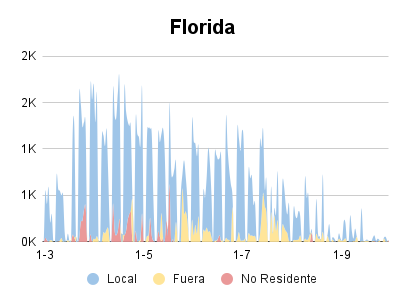 Florida
2K
2K
1K
1K
0K
1-3 1-5 1-7 1-9
Local Fuera No Residente